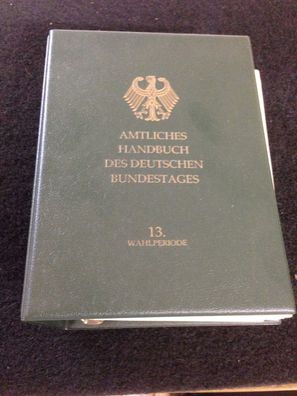 AMTLICHES
HANDBUCH
DES DEUTSCHEN
BUNDESTAGES
13.
WAHLPERIODE